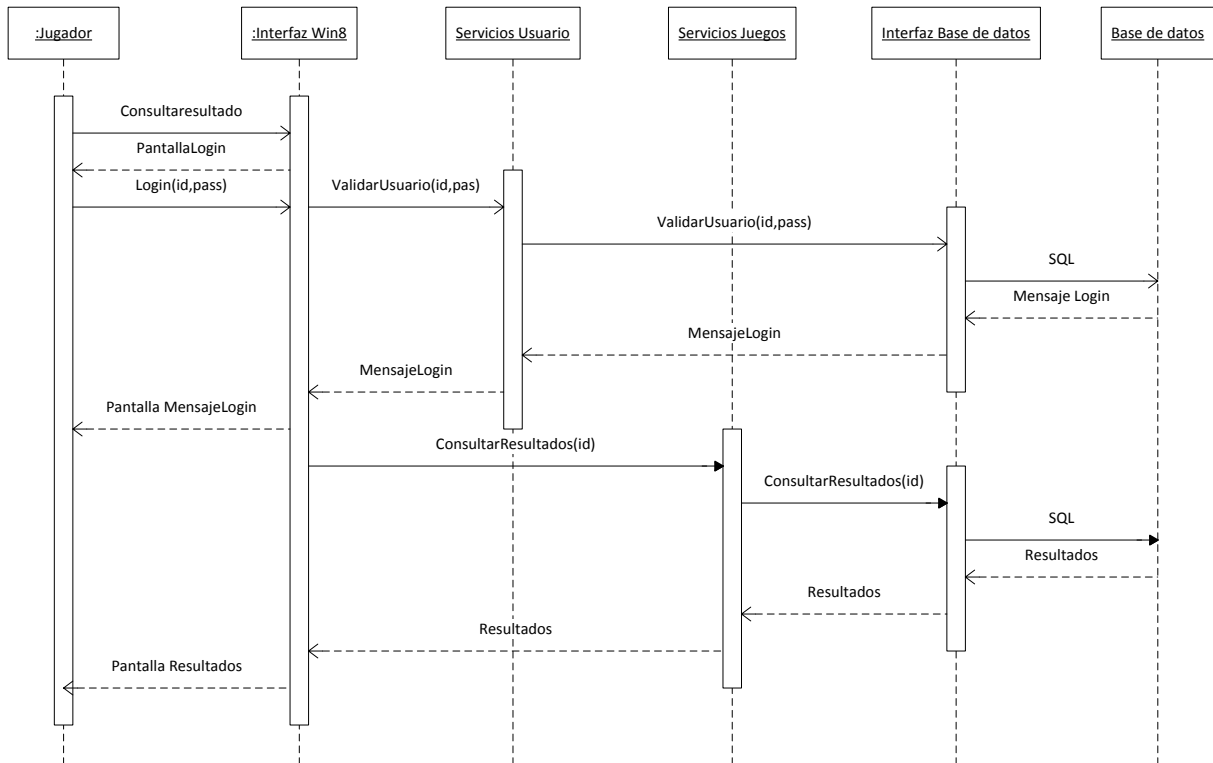 :Jugador
:Interfaz Win8
Servicios Usuario
Servicios Juegos
Interfaz Base de datos
Base de datos
Consultaresultado
PantallaLogin
Login(id,pass)
ValidarUsuario(id,pas)
ValidarUsuario(id,pass)
SQL
Mensaje Login
MensajeLogin
MensajeLogin
Pantalla MensajeLogin
ConsultarResultados(id)
ConsultarResultados(id)
SQL
Resultados
Resultados
Resultados
Pantalla Resultados